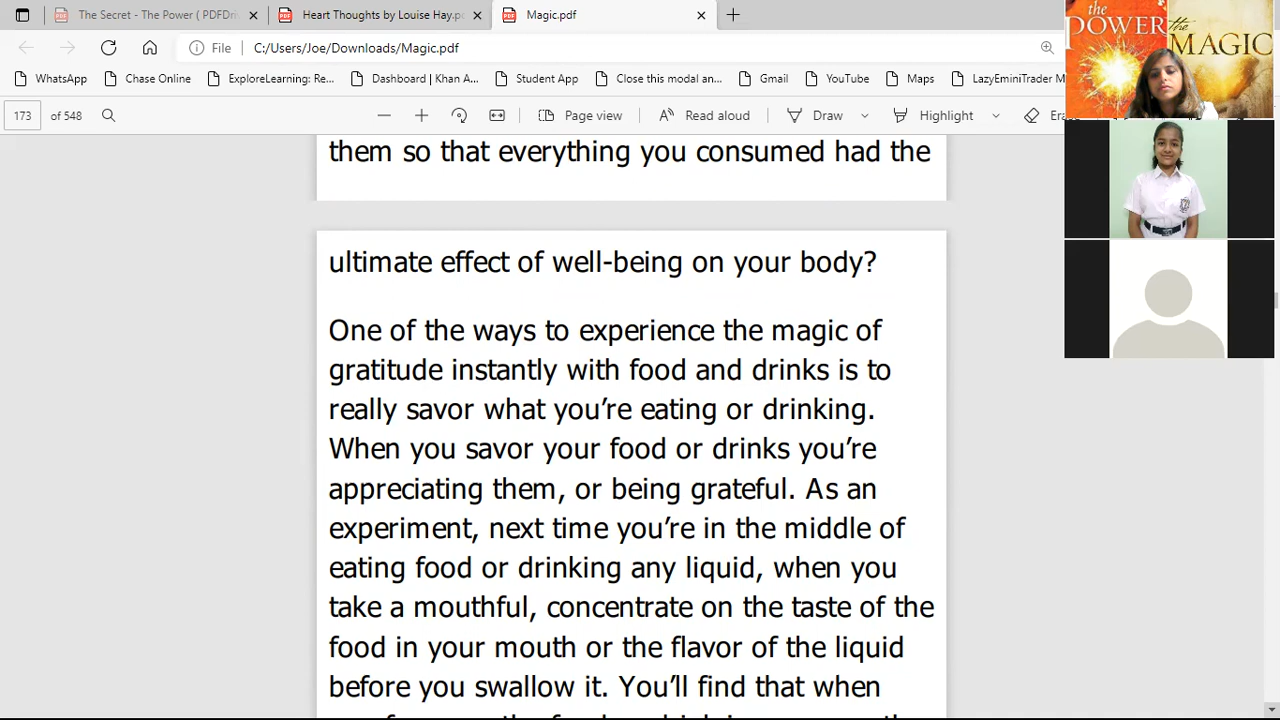 The Secret - The Power ( PDFDri
Heart Thoughts by Louise Hay.p
Magic.pdf
File
C:/Users/Joe/Downloads/Magic.pdf
WhatsApp
Chase Online
ExploreLearning: Re...
Dashboard | Khan A...
Student App
Close this modal an...
Gmail
YouTube
Maps
LazyEminiTrader M
173
of 548
Page view
Read aloud
Draw
Highlight
the
POWER
the
MAGIC
them so that everything you consumed had the
ultimate effect of well-being on your body?
One of the ways to experience the magic of
gratitude instantly with food and drinks is to
really savor what you’re eating or drinking.
When you savor your food or drinks you’re
appreciating them, or being grateful. As an
experiment, next time you’re in the middle of
eating food or drinking any liquid, when you
take a mouthful, concentrate on the taste of the
food in your mouth or the flavor of the liquid
before you swallow it. You’ll find that when